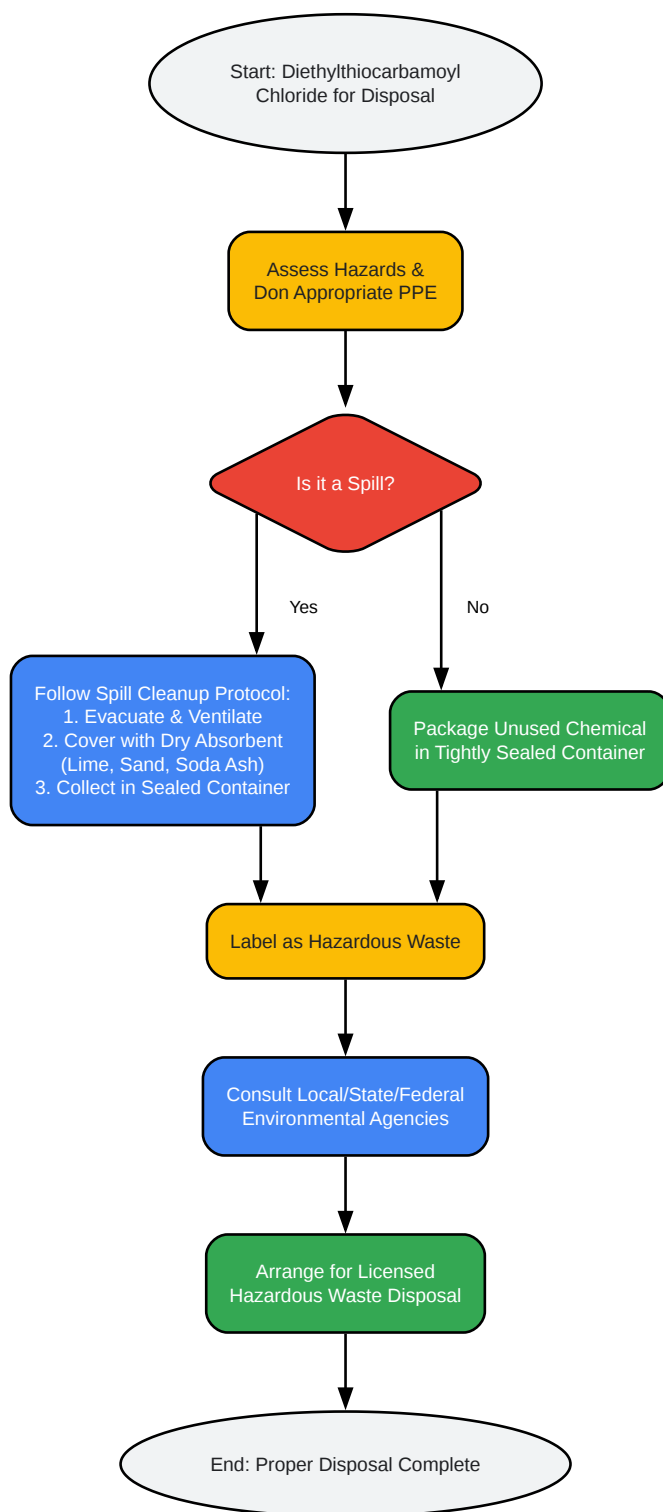 Start: Diethylthiocarbamoyl
Chloride for Disposal
Assess Hazards &
Don Appropriate PPE
Is it a Spill?
Yes
No
Follow Spill Cleanup Protocol:
1. Evacuate & Ventilate
2. Cover with Dry Absorbent
(Lime, Sand, Soda Ash)
3. Collect in Sealed Container
Package Unused Chemical
in Tightly Sealed Container
Label as Hazardous Waste
Consult Local/State/Federal
Environmental Agencies
Arrange for Licensed
Hazardous Waste Disposal
End: Proper Disposal Complete